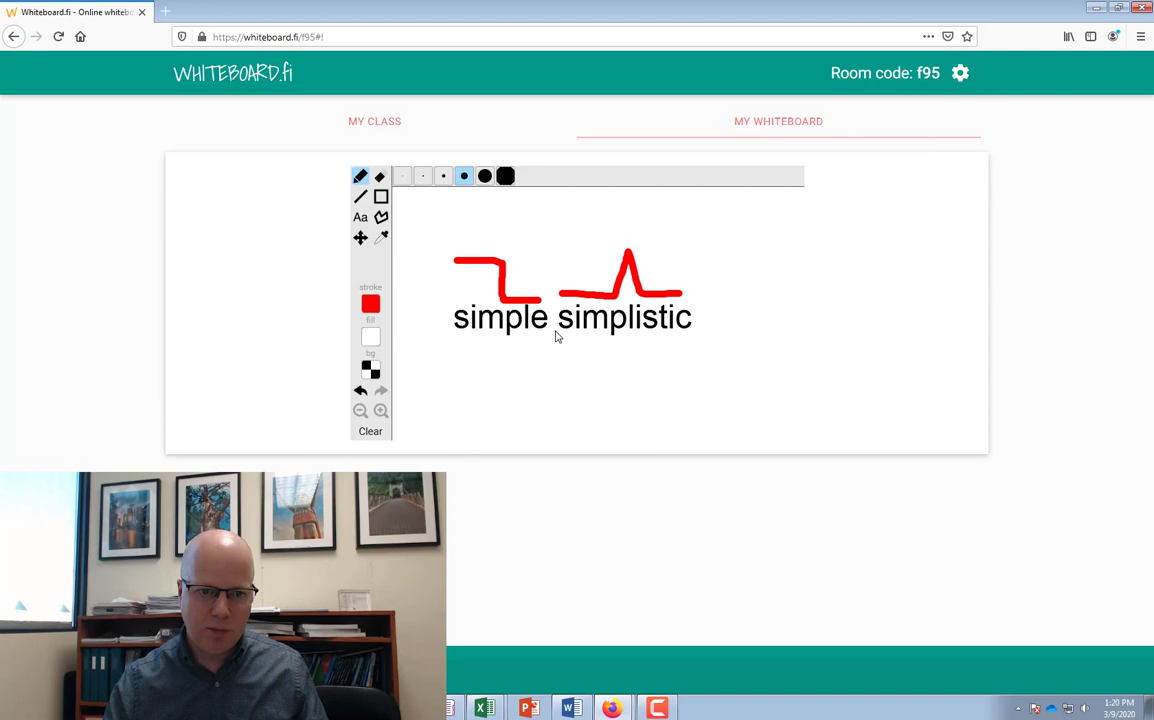 Whiteboard.fi - Online whitebo
https://whiteboard.fi/f95#!
WHITEBOARD.fi
Room code: f95
MY CLASS
MY WHITEBOARD
Aa
stroke
fill
bg
Clear
simple simplistic
1:20 PM
3/9/2020